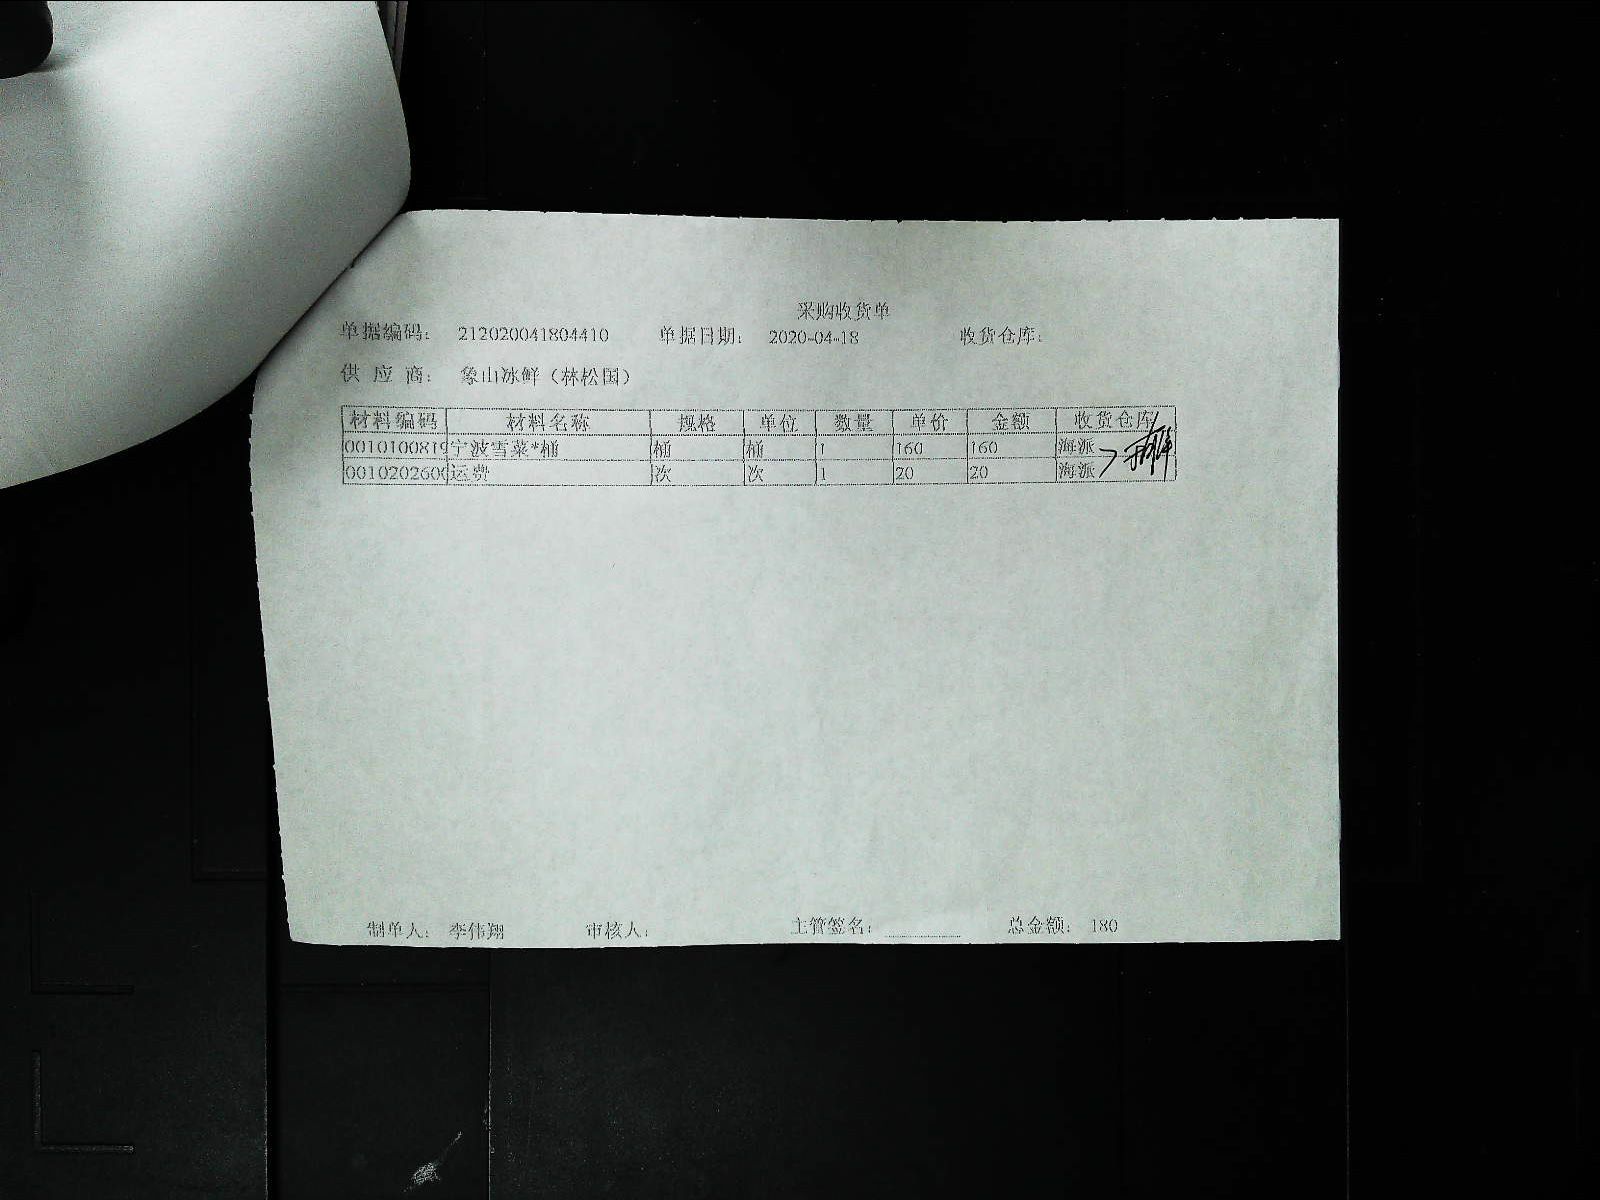 采购收货单
单据编码: 212020041804410 单据日期: 2020-04-18 收货仓库:
供 应 商: 象山冰鲜（林松国）
材料编码 材料名称 规格 单位 数量 单价 金额 收货仓库
0010100819 宁波雪菜*桶 桶 桶 1 160 160 海派
001020260 运费 次 次 1 20 20 海派
制单人: 李伟翔 审核人: 主管签名: 总金额: 180